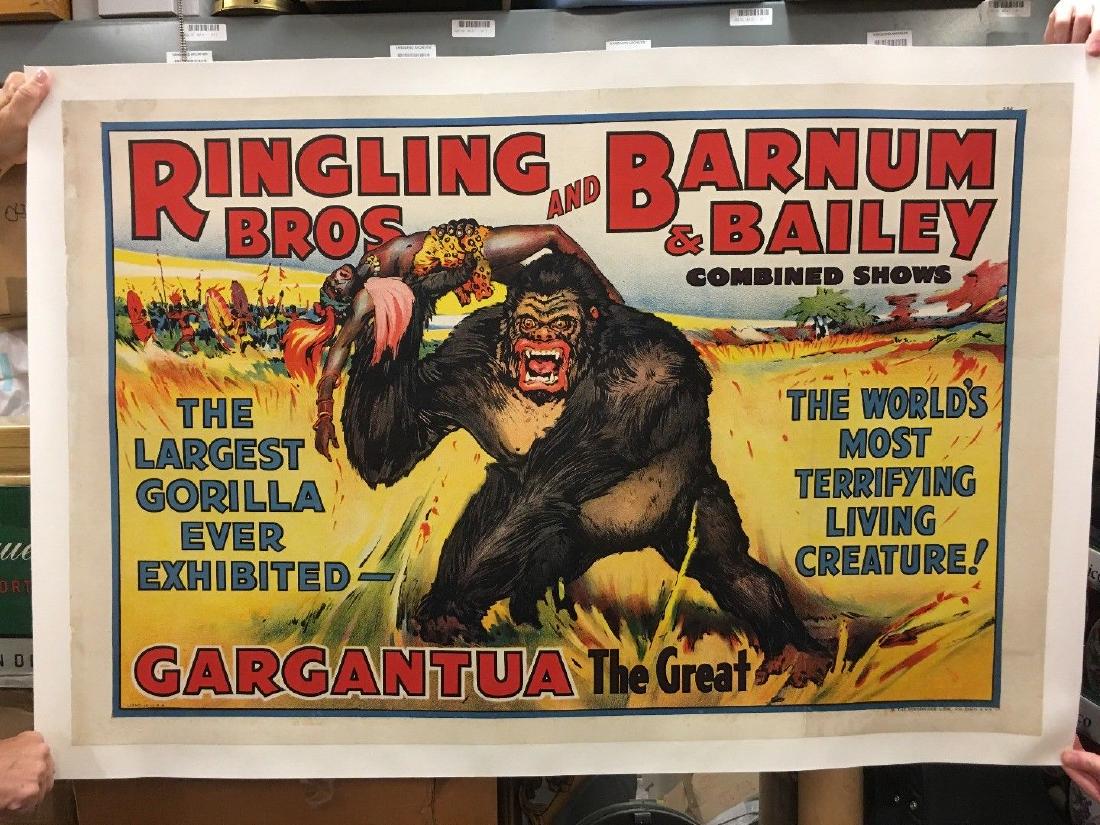 RINGLING BROS AND BARNUM & BAILEY
COMBINED SHOWS
THE
LARGEST
GORILLA
EVER
EXHIBITED—
THE WORLD'S
MOST
TERRIFYING
LIVING
CREATURE!
GARGANTUA The Great